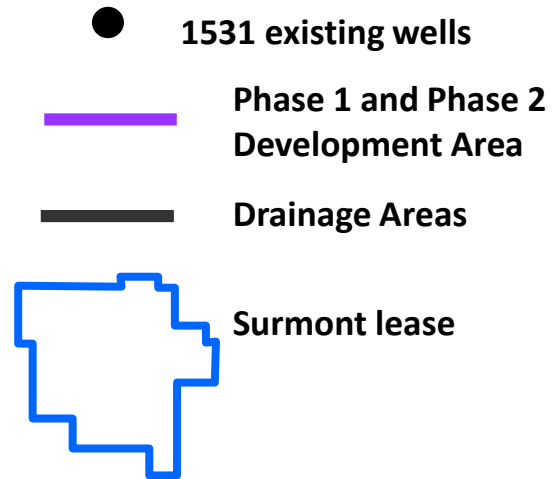 1531 existing wells
Phase 1 and Phase 2
Development Area
Drainage Areas
Surmont lease